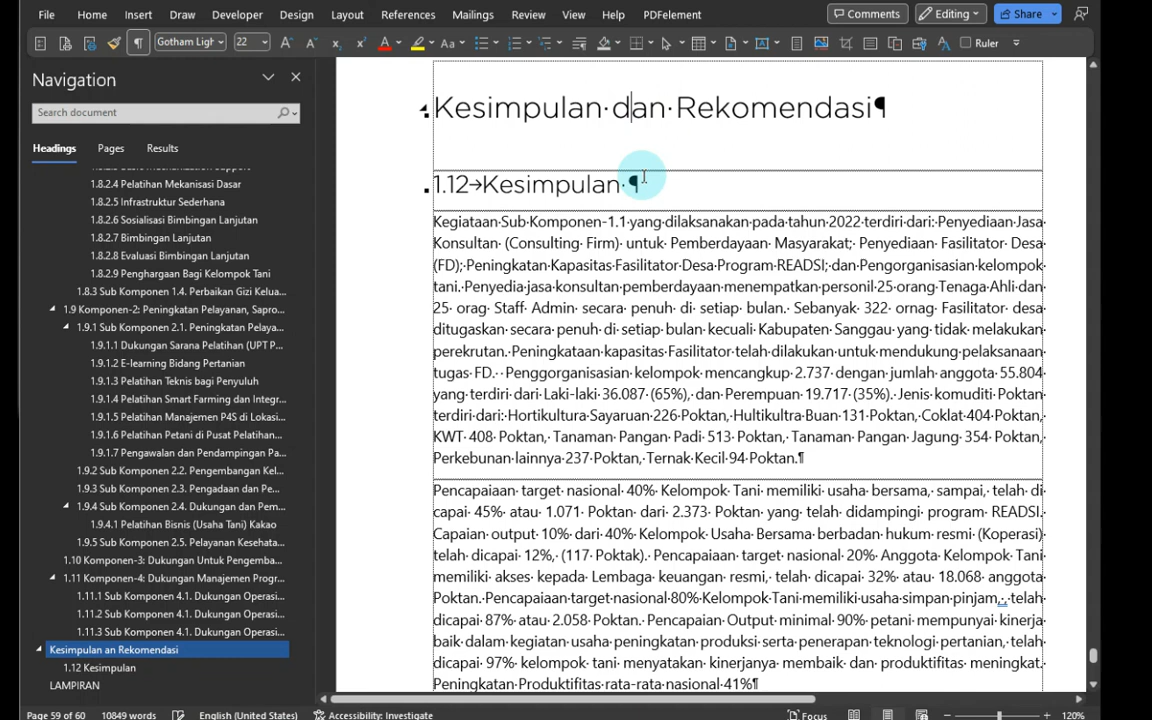 File Home Insert Draw Developer Design Layout References Mailings Review View Help PDFelement Comments Editing Share
Gotham Ligh 22 Aa Ruler
Navigation
Search document
Headings Pages Results
1.8.2.4 Pelatihan Mekanisasi Dasar
1.8.2.5 Infrastruktur Sederhana
1.8.2.6 Sosialisasi Bimbingan Lanjutan
1.8.2.7 Bimbingan Lanjutan
1.8.2.8 Evaluasi Bimbingan Lanjutan
1.8.2.9 Penghargaan Bagi Kelompok Tani
1.8.3 Sub Komponen 1.4. Perbaikan Gizi Kelua...
1.9 Komponen-2: Peningkatan Pelayanan, Sapro...
1.9.1 Sub Komponen 2.1. Peningkatan Pelaya...
1.9.1.1 Dukungan Sarana Pelatihan (UPT P...
1.9.1.2 E-learning Bidang Pertanian
1.9.1.3 Pelatihan Teknis bagi Penyuluh
1.9.1.4 Pelatihan Smart Farming dan Integr...
1.9.1.5 Pelatihan Manajemen P4S di Lokasi...
1.9.1.6 Pelatihan Petani di Pusat Pelatihan...
1.9.1.7 Pengawalan dan Pendampingan Pa...
1.9.2 Sub Komponen 2.2. Pengembangan Kel...
1.9.3 Sub Komponen 2.3. Pengadaan dan Pe...
1.9.4 Sub Komponen 2.4. Dukungan dan Pem...
1.9.4.1 Pelatihan Bisnis (Usaha Tani) Kakao
1.9.5 Sub Komponen 2.5. Pelayanan Kesehata...
1.10 Komponen-3: Dukungan Untuk Pengemba...
1.11 Komponen-4: Dukungan Manajemen Progr...
1.11.1 Sub Komponen 4.1. Dukungan Operasi...
1.11.2 Sub Komponen 4.1. Dukungan Operasi...
1.11.3 Sub Komponen 4.1. Dukungan Operasi...
Kesimpulan an Rekomendasi
1.12 Kesimpulan
LAMPIRAN
Kesimpulan·dan·Rekomendasi¶
1.12→Kesimpulan·¶
Kegiataan Sub Komponen-1.1 yang dilaksanakan pada tahun 2022 terdiri dari: Penyediaan Jasa
Konsultan (Consulting Firm) untuk Pemberdayaan Masyarakat; Penyediaan Fasilitator Desa
(FD); Peningkatan Kapasitas Fasilitator Desa Program READSI; dan Pengorganisasian kelompok
tani. Penyedia jasa konsultan pemberdayaan menempatkan personil 25 orang Tenaga Ahli dan
25 orag Staff Admin secara penuh di setiap bulan. Sebanyak 322 ornag Fasilitator desa
ditugaskan secara penuh di setiap bulan kecuali Kabupaten Sanggau yang tidak melakukan
perekrutan. Peningkataan kapasitas Fasilitator telah dilakukan untuk mendukung pelaksanaan
tugas FD. Penggorganisasian kelompok mencangkup 2.737 dengan jumlah anggota 55.804
yang terdiri dari Laki-laki 36.087 (65%), dan Perempuan 19.717 (35%). Jenis komuditi Poktan
terdiri dari: Hortikultura Sayaruan 226 Poktan, Hultikultra Buan 131 Poktan, Coklat 404 Poktan,
KWT 408 Poktan, Tanaman Pangan Padi 513 Poktan, Tanaman Pangan Jagung 354 Poktan,
Perkebunan lainnya 237 Poktan, Ternak Kecil 94 Poktan.¶
Pencapaiaan target nasional 40% Kelompok Tani memiliki usaha bersama, sampai, telah di
capai 45% atau 1.071 Poktan dari 2.373 Poktan yang telah didampingi program READSI.
Capaian output 10% dari 40% Kelompok Usaha Bersama berbadan hukum resmi (Koperasi)
telah dicapai 12%, (117 Poktak). Pencapaian target nasional 20% Anggota Kelompok Tani
memiliki akses kepada Lembaga keuangan resmi, telah dicapai 32% atau 18.068 anggota
Poktan. Pencapaian target nasional 80% Kelompok Tani memiliki usaha simpan pinjam,., telah
dicapai 87% atau 2.058 Poktan. Pencapaian Output minimal 90% petani mempunyai kinerja
baik dalam kegiatan usaha peningkatan produksi serta penerapan teknologi pertanian, telah
dicapai 97% kelompok tani menyatakan kinerjanya membaik dan produktifitas meningkat.
Peningkatan Produktifitas rata-rata nasional 41%¶
Page 59 of 60 10849 words English (United States) Accessibility: Investigate Focus 120%